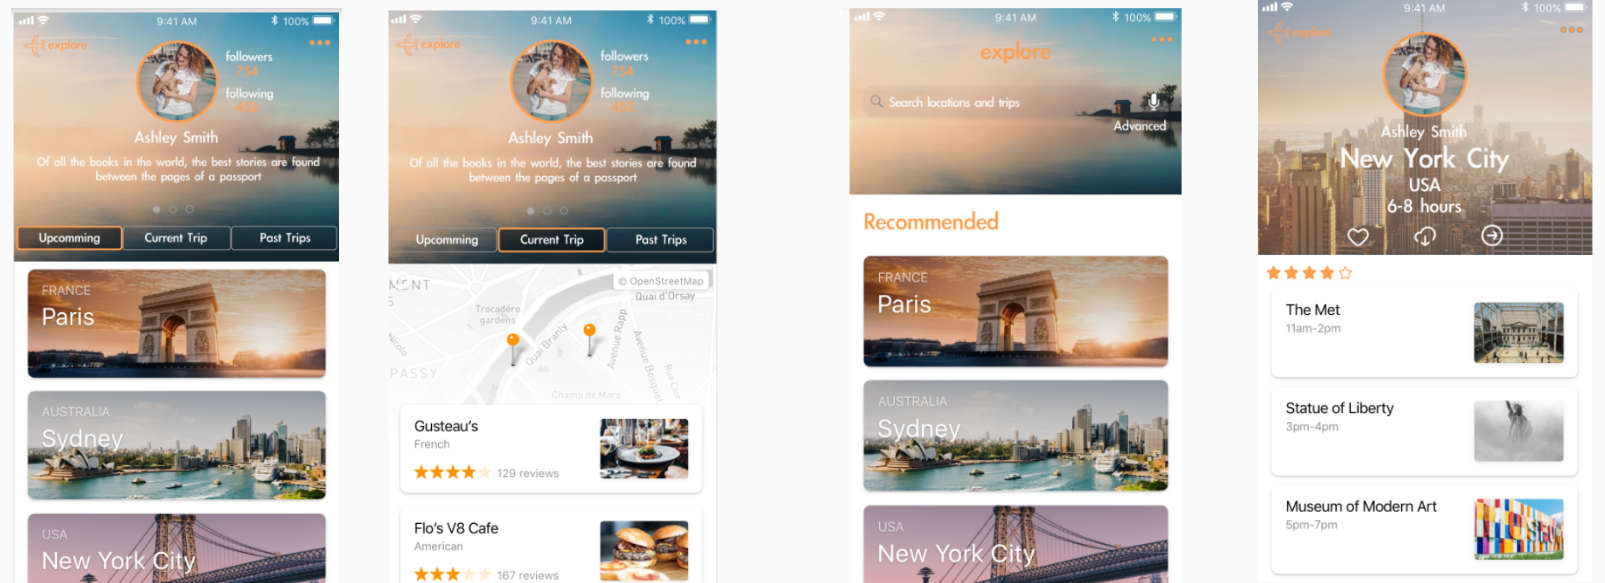 9:41 AM 100%
explore
followers
754
following
Ashley Smith
Of all the books in the world, the best stories are found
between the pages of a passport
Upcomming Current Trip Past Trips
FRANCE
Paris
AUSTRALIA
Sydney
USA
New York City
9:41 AM 100%
explore
followers
754
following
Ashley Smith
Of all the books in the world, the best stories are found
between the pages of a passport
Upcomming Current Trip Past Trips
© OpenStreetMap
Quai d'Orsay
Trocadéro
gardens
Quai Branly
Avenue Rapp
Avenue Bosquet
PASSY
Champ de Mars
Gusteau's
French
129 reviews
Flo's V8 Cafe
American
167 reviews
9:41 AM 100%
explore
Search locations and trips
Advanced
Recommended
FRANCE
Paris
AUSTRALIA
Sydney
USA
New York City
9:41 AM 100%
explore
Ashley Smith
New York City
USA
6-8 hours
The Met
11am-2pm
Statue of Liberty
3pm-4pm
Museum of Modern Art
5pm-7pm